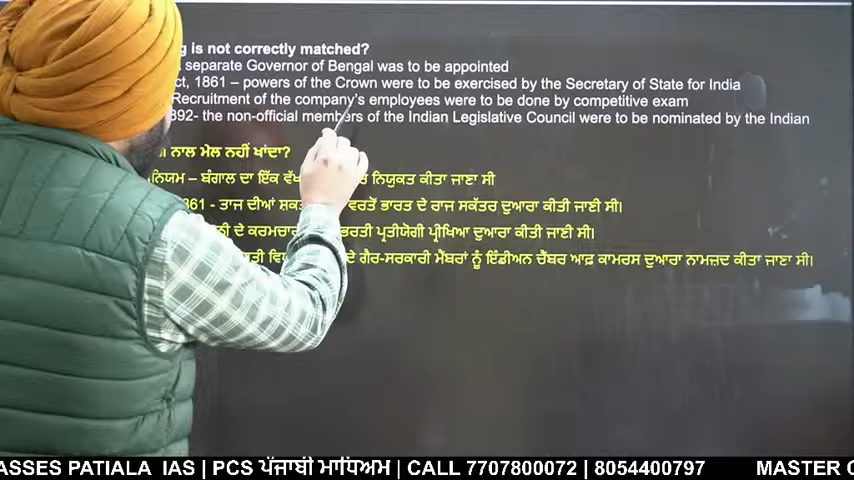 is not correctly matched?
separate Governor of Bengal was to be appointed
ct, 1861 – powers of the Crown were to be exercised by the Secretary of State for India
Recruitment of the company's employees were to be done by competitive exam
892- the non-official members of the Indian Legislative Council were to be nominated by the Indian
ਨਾਲ ਮੇਲ ਨਹੀਂ ਖਾਂਦਾ?
ਨਿਯਮ – ਬੰਗਾਲ ਦਾ ਇੱਕ ਨਿਯੁਕਤ ਕੀਤਾ ਜਾਣਾ ਸੀ
861 - ਤਾਜ ਦੀਆਂ ਵਰਤੋਂ ਭਾਰਤ ਦੇ ਰਾਜ ਸਕੱਤਰ ਦੁਆਰਾ ਕੀਤੀ ਜਾਣੀ ਸੀ।
ਦੇ ਭਰਤੀ ਪ੍ਰਤੀਯੋਗੀ ਪ੍ਰੀਖਿਆ ਦੁਆਰਾ ਕੀਤੀ ਜਾਣੀ ਸੀ।
ਦੇ ਗੈਰ-ਸਰਕਾਰੀ ਮੈਂਬਰਾਂ ਨੂੰ ਇੰਡੀਅਨ ਚੈਂਬਰ ਆਫ਼ ਕਾਮਰਸ ਦੁਆਰਾ ਨਾਮਜ਼ਦ ਕੀਤਾ ਜਾਣਾ ਸੀ।
ASSES PATIALA IAS | PCS ਪੰਜਾਬੀ ਮਾਧਿਅਮ | CALL 7707800072 | 8054400797 MASTER C